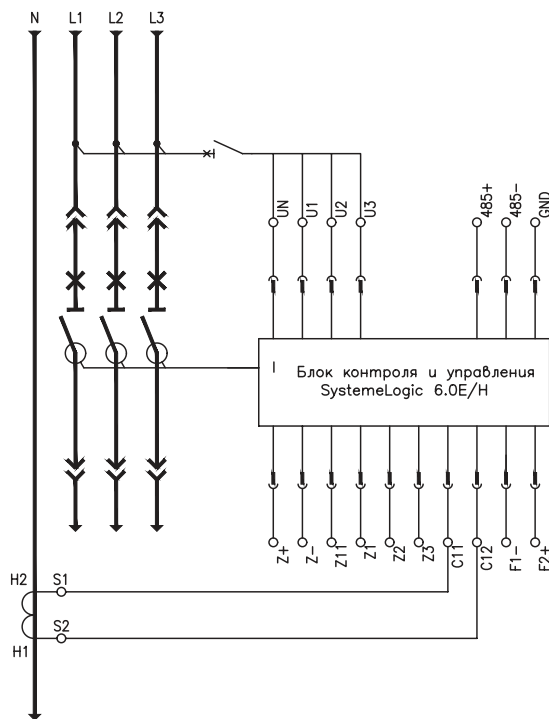 N L1 L2 L3
UN U1 U2 U3 485+ 485- GND
I Блок контроля и управления
SystemeLogic 6.0E/H
Z+ Z- Z11 Z1 Z2 Z3 C11 C12 F1- F2+
H2 S1
S2
H1